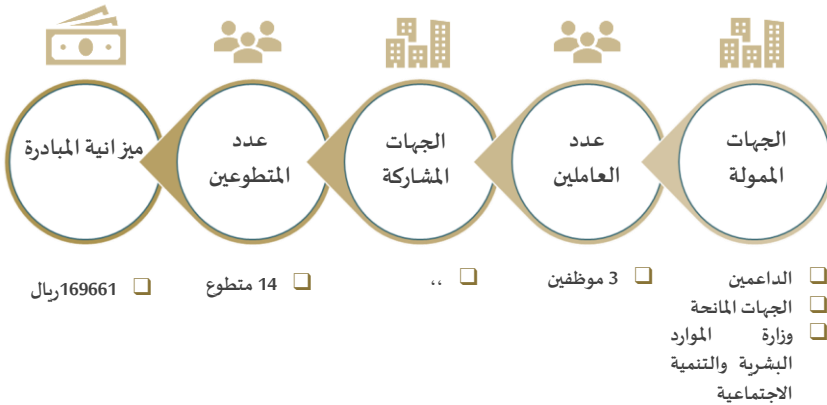 الجهات
الممولة
عدد
العاملين
الجهات
المشاركة
عدد
المتطوعين
ميزانية المبادرة
الداعمين
الجهات المانحة
وزارة الموارد
البشرية والتنمية
الاجتماعية
3 موظفين
،،
14 متطوع
169661ريال